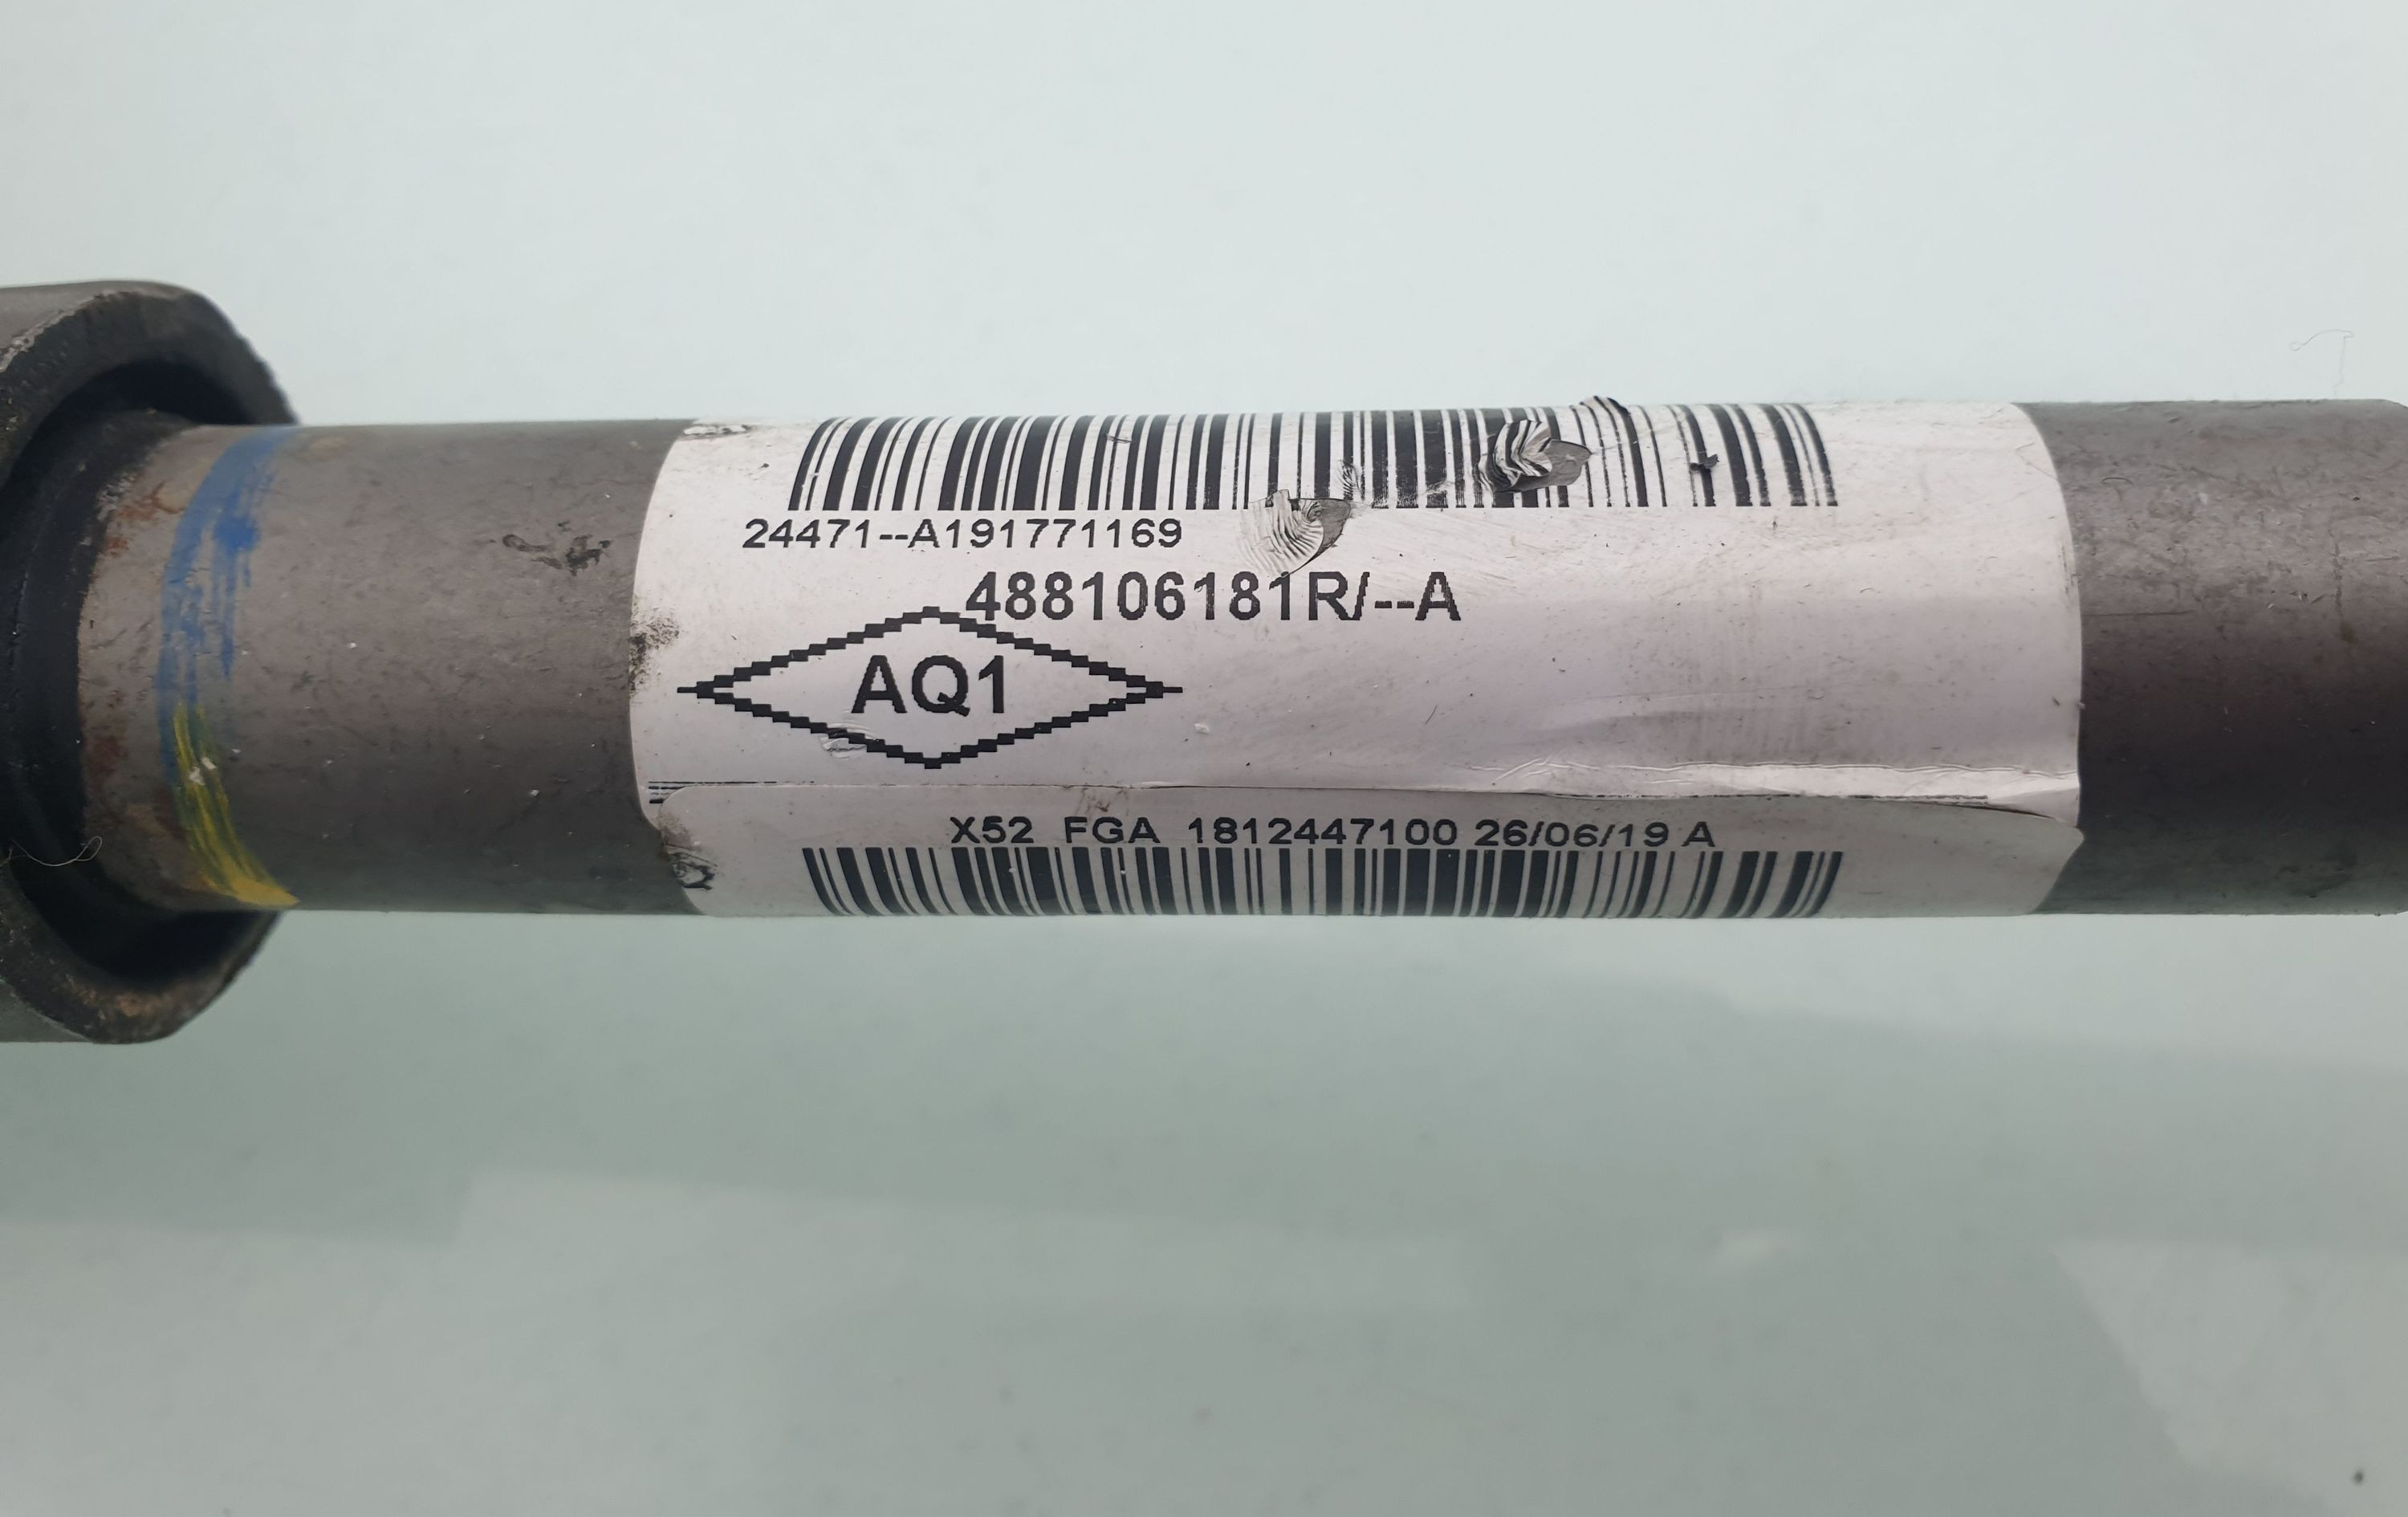 24471--A191771169
488106181R/--A
AQ1
X52 FGA 1812447100 26/06/19 A